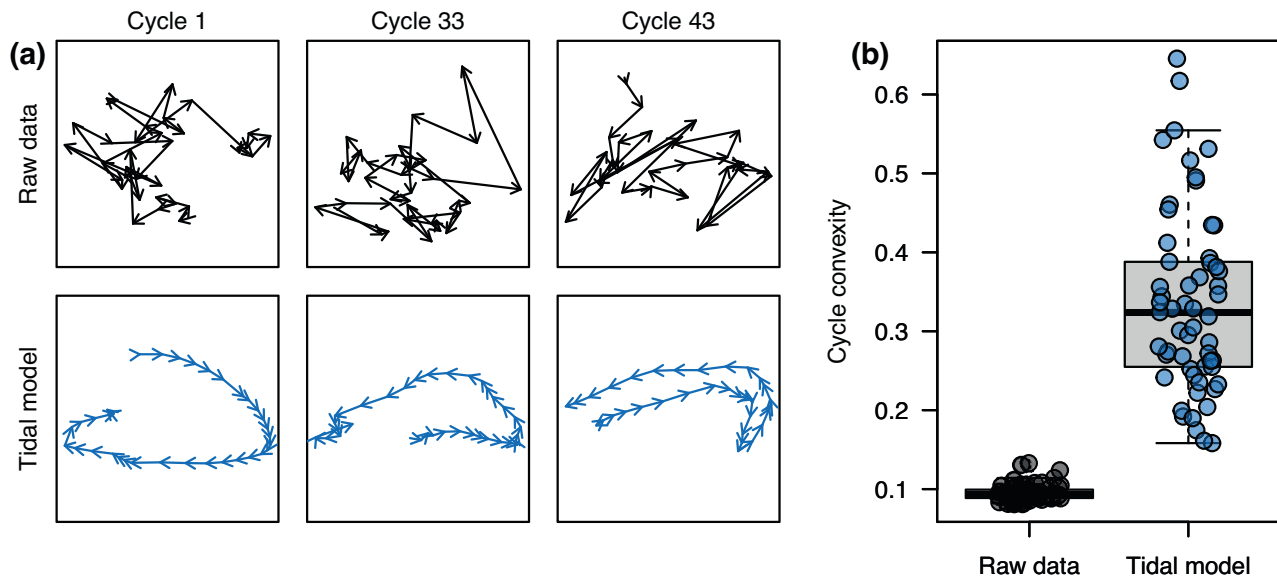 (a)
Cycle 1
Cycle 33
Cycle 43
Raw data
Tidal model
(b)
Cycle convexity
0.6
0.5
0.4
0.3
0.2
0.1
Raw data
Tidal model